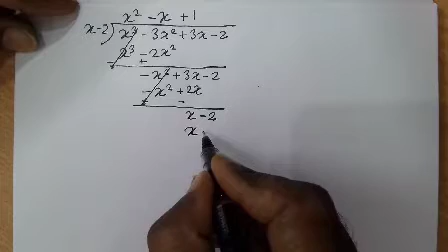 x² - x + 1
x-2 ) x³ - 3x² + 3x - 2
x³ - 2x²
- +
- x² + 3x - 2
- x² + 2x
+ -
x - 2
x